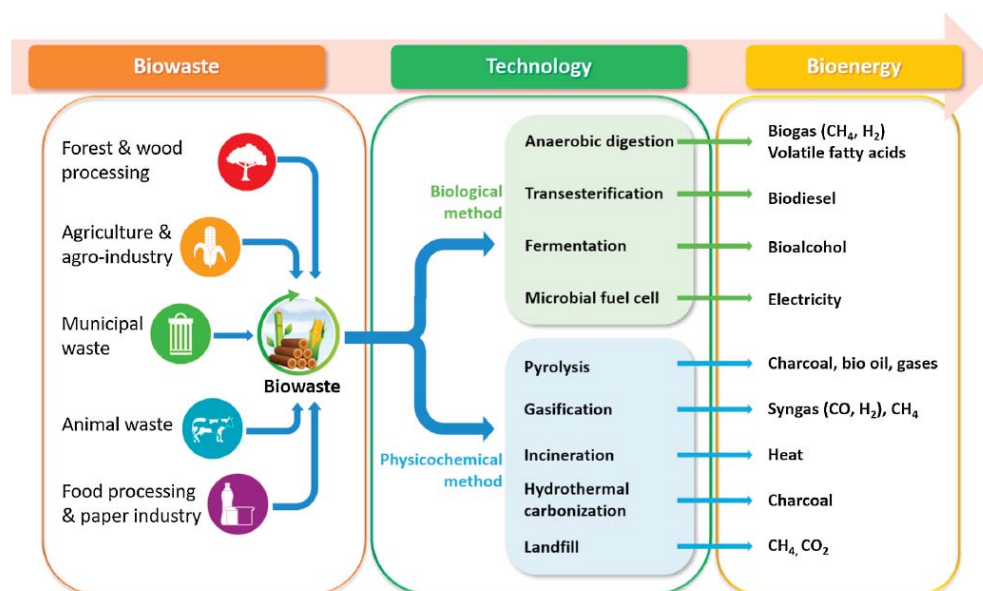 Biowaste
Technology
Bioenergy
Forest & wood
processing
Agriculture &
agro-industry
Municipal
waste
Animal waste
Food processing
& paper industry
Biowaste
Biological
method
Physicochemical
method
Anaerobic digestion
Transesterification
Fermentation
Microbial fuel cell
Pyrolysis
Gasification
Incineration
Hydrothermal
carbonization
Landfill
Biogas (CH₄, H₂)
Volatile fatty acids
Biodiesel
Bioalcohol
Electricity
Charcoal, bio oil, gases
Syngas (CO, H₂), CH₄
Heat
Charcoal
CH₄, CO₂